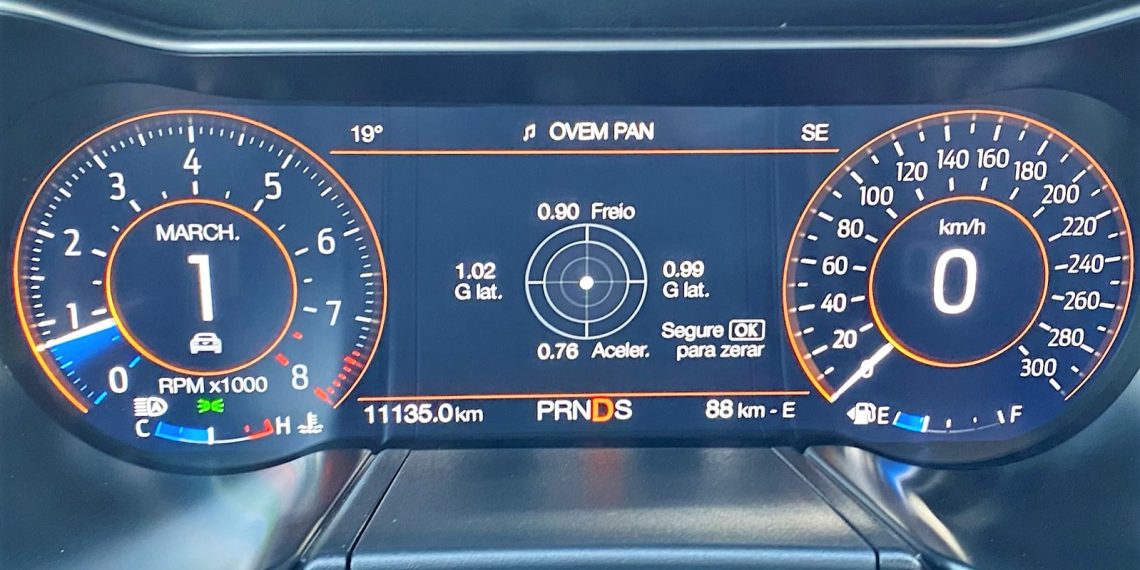 19° OVEM PAN SE
0 1 2 3 4 5 6 7 8
MARCH.
1
RPM x1000
C H
0.90 Freio
1.02
G lat.
0.99
G lat.
0.76 Aceler.
Segure OK
para zerar
11135.0 km PRNDS 88 km - E
0 20 40 60 80 100 120 140 160 180 200 220 240 260 280 300
km/h
0
E F